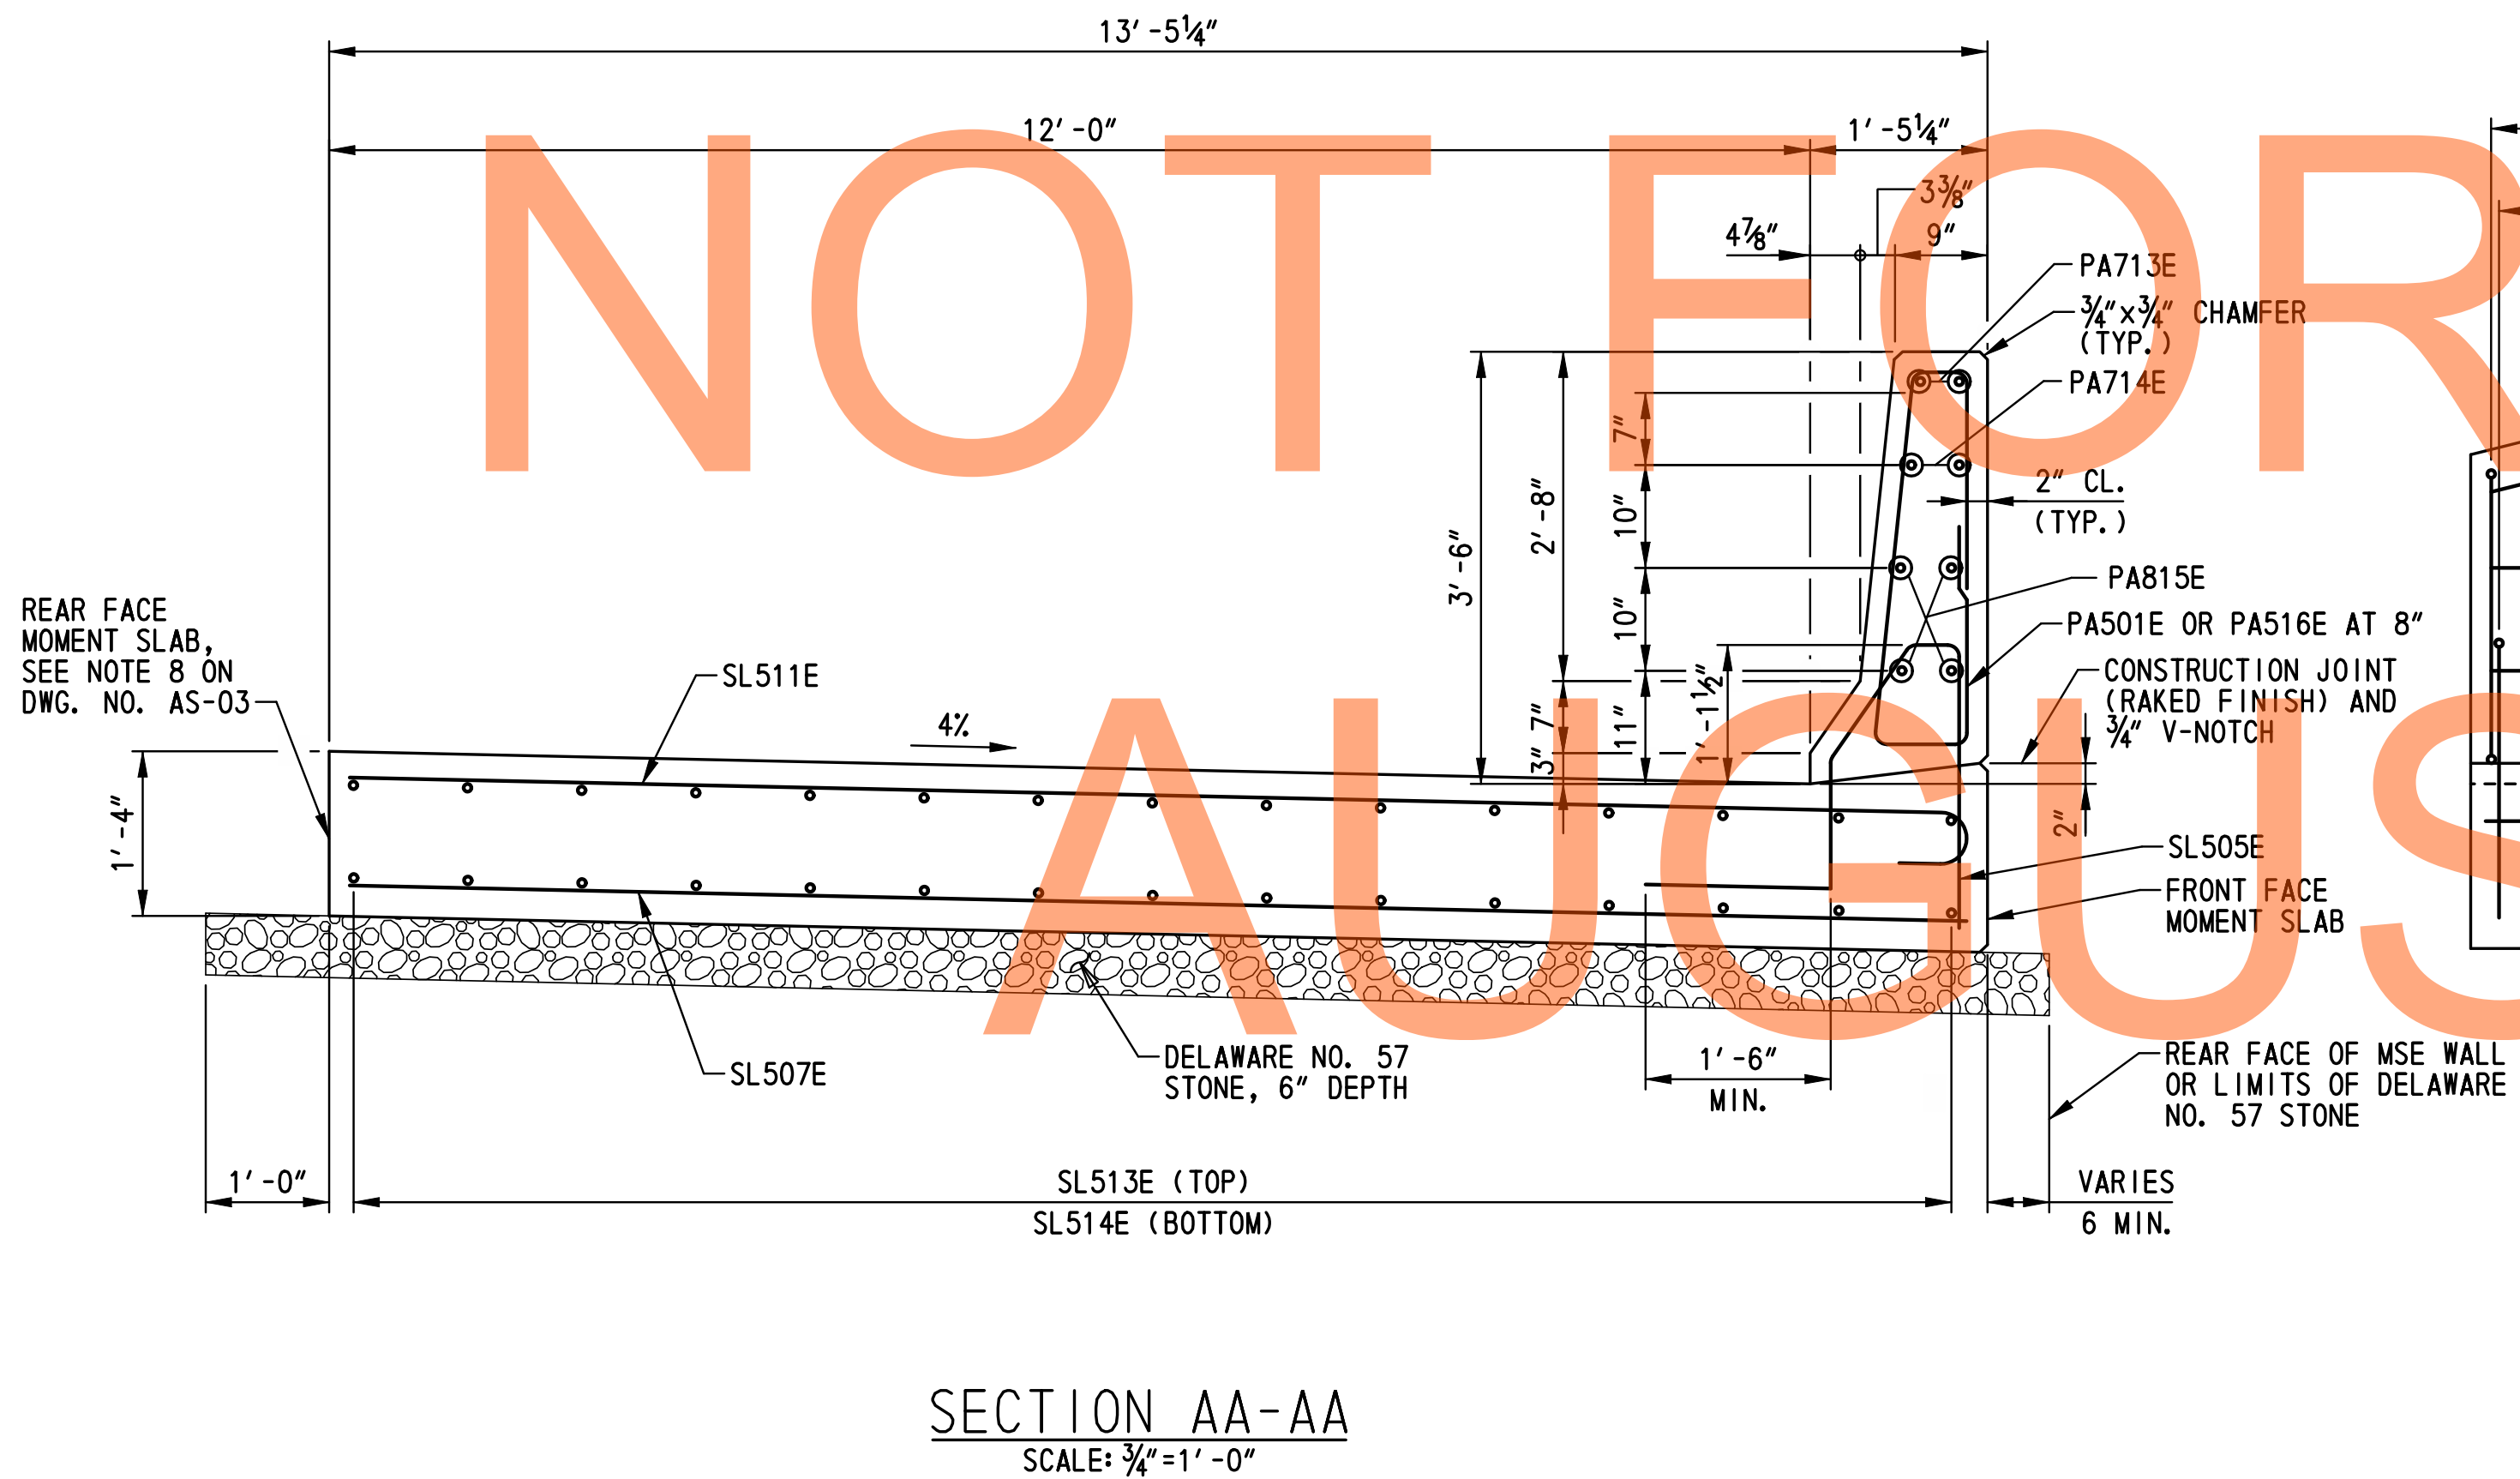 13'-5¼"
12'-0"
1'-5¼"
3⅜"
4⅞"
9"
PA713E
¾"x¾" CHAMFER
(TYP.)
PA714E
7"
2" CL.
(TYP.)
10"
2'-8"
3'-6"
PA815E
10"
PA501E OR PA516E AT 8"
REAR FACE
MOMENT SLAB,
SEE NOTE 8 ON
DWG. NO. AS-03
SL511E
CONSTRUCTION JOINT
(RAKED FINISH) AND
¾" V-NOTCH
4%
7"
3"
11"
1'-1½"
1'-4"
2"
SL505E
FRONT FACE
MOMENT SLAB
SL507E
DELAWARE NO. 57
STONE, 6" DEPTH
1'-6"
MIN.
REAR FACE OF MSE WALL
OR LIMITS OF DELAWARE
NO. 57 STONE
1'-0"
SL513E (TOP)
SL514E (BOTTOM)
VARIES
6 MIN.
SECTION AA-AA
SCALE: ¾"=1'-0"
NOT FOR
AUGUS